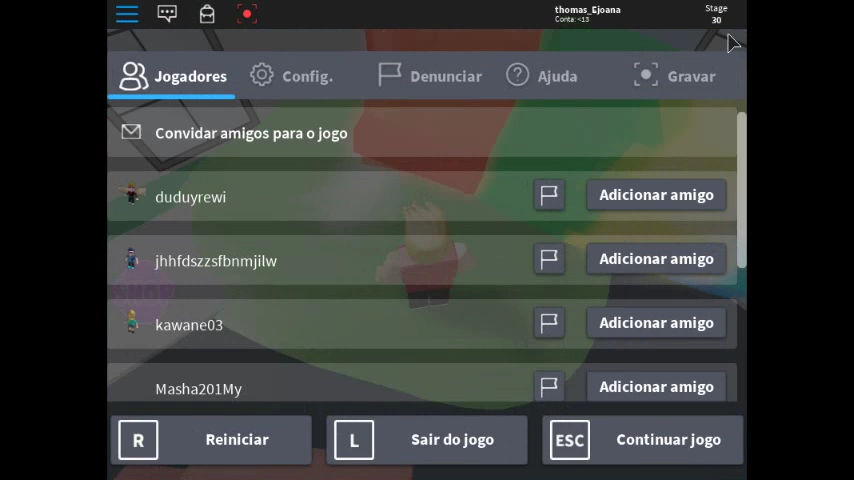 thomas_Ejoana
Conta: <13
Stage
30
Jogadores
Config.
Denunciar
Ajuda
Gravar
Convidar amigos para o jogo
duduyrewi
Adicionar amigo
jhhfdszzsfbnmjilw
Adicionar amigo
SHOP
kawane03
Adicionar amigo
Masha201My
Adicionar amigo
R
Reiniciar
L
Sair do jogo
ESC
Continuar jogo